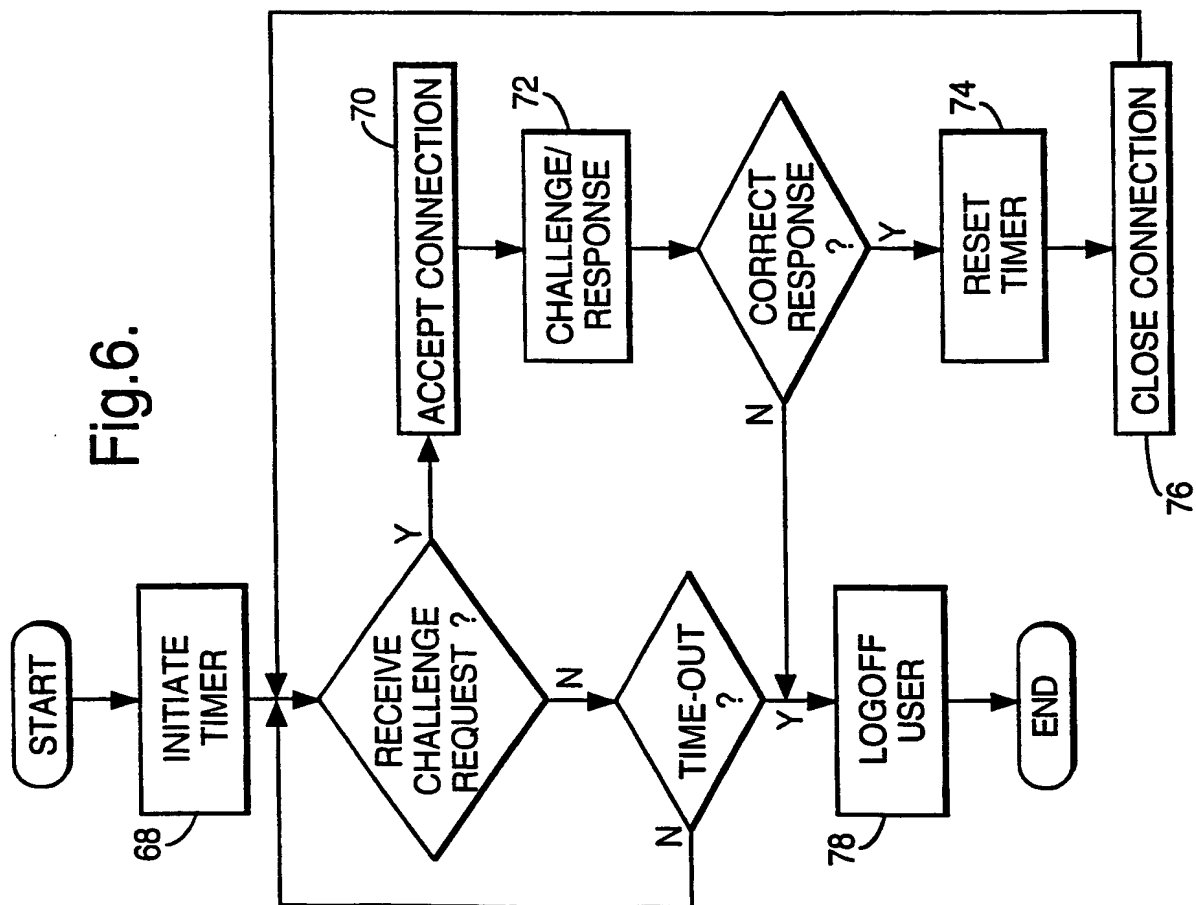 Fig.6.
START
INITIATE
TIMER
68
RECEIVE
CHALLENGE
REQUEST ?
Y
N
70
ACCEPT CONNECTION
72
CHALLENGE/
RESPONSE
CORRECT
RESPONSE
?
N
Y
74
RESET
TIMER
CLOSE CONNECTION
76
TIME-OUT
?
N
Y
LOGOFF
USER
78
END